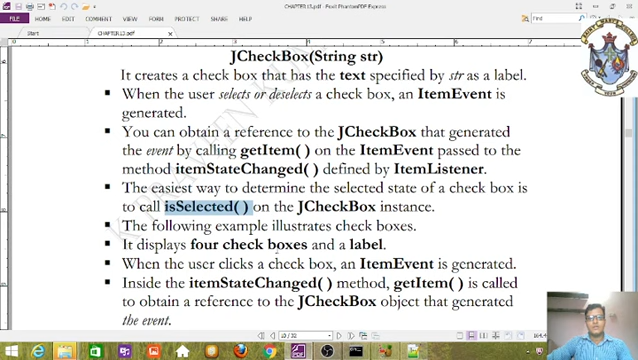 CHAPTER13.pdf - Foxit PhantomPDF Express
FILE HOME COMMENT VIEW PROTECT SHARE HELP
Find
Start CHAPTER13.pdf
JCheckBox(String str)
It creates a check box that has the text specified by str as a label.
▪ When the user selects or deselects a check box, an ItemEvent is
generated.
▪ You can obtain a reference to the JCheckBox that generated
the event by calling getItem( ) on the ItemEvent passed to the
method itemStateChanged( ) defined by ItemListener.
▪ The easiest way to determine the selected state of a check box is
to call isSelected( ) on the JCheckBox instance.
▪ The following example illustrates check boxes.
▪ It displays four check boxes and a label.
▪ When the user clicks a check box, an ItemEvent is generated.
▪ Inside the itemStateChanged( ) method, getItem( ) is called
to obtain a reference to the JCheckBox object that generated
the event.